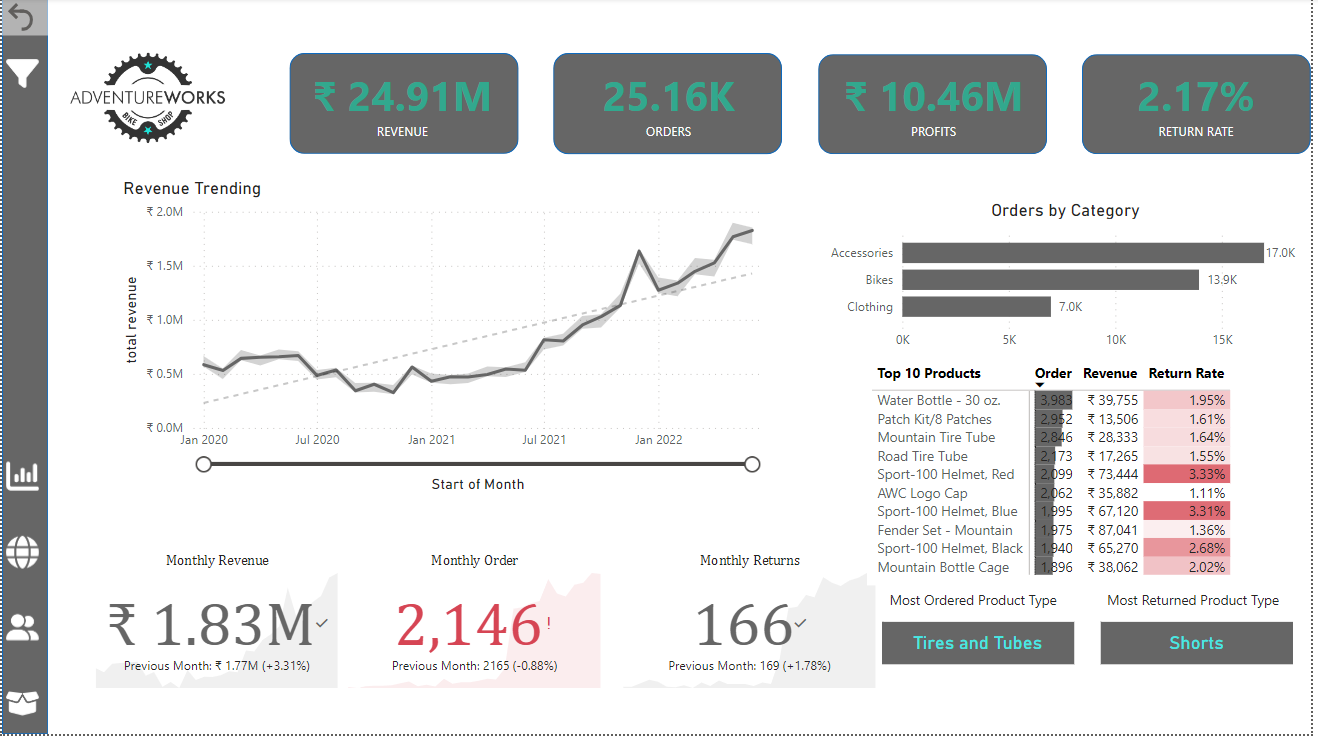 ADVENTUREWORKS
BIKE SHOP
₹ 24.91M
REVENUE
25.16K
ORDERS
₹ 10.46M
PROFITS
2.17%
RETURN RATE
Revenue Trending
total revenue
₹ 2.0M
₹ 1.5M
₹ 1.0M
₹ 0.5M
₹ 0.0M
Jan 2020 Jul 2020 Jan 2021 Jul 2021 Jan 2022
Start of Month
Orders by Category
Accessories 17.0K
Bikes 13.9K
Clothing 7.0K
0K 5K 10K 15K
Top 10 Products Order Revenue Return Rate
Water Bottle - 30 oz. 3,983 ₹ 39,755 1.95%
Patch Kit/8 Patches 2,952 ₹ 13,506 1.61%
Mountain Tire Tube 2,846 ₹ 28,333 1.64%
Road Tire Tube 2,173 ₹ 17,265 1.55%
Sport-100 Helmet, Red 2,099 ₹ 73,444 3.33%
AWC Logo Cap 2,062 ₹ 35,882 1.11%
Sport-100 Helmet, Blue 1,995 ₹ 67,120 3.31%
Fender Set - Mountain 1,975 ₹ 87,041 1.36%
Sport-100 Helmet, Black 1,940 ₹ 65,270 2.68%
Mountain Bottle Cage 1,896 ₹ 38,062 2.02%
Monthly Revenue
₹ 1.83M
Previous Month: ₹ 1.77M (+3.31%)
Monthly Order
2,146!
Previous Month: 2165 (-0.88%)
Monthly Returns
166
Previous Month: 169 (+1.78%)
Most Ordered Product Type
Tires and Tubes
Most Returned Product Type
Shorts